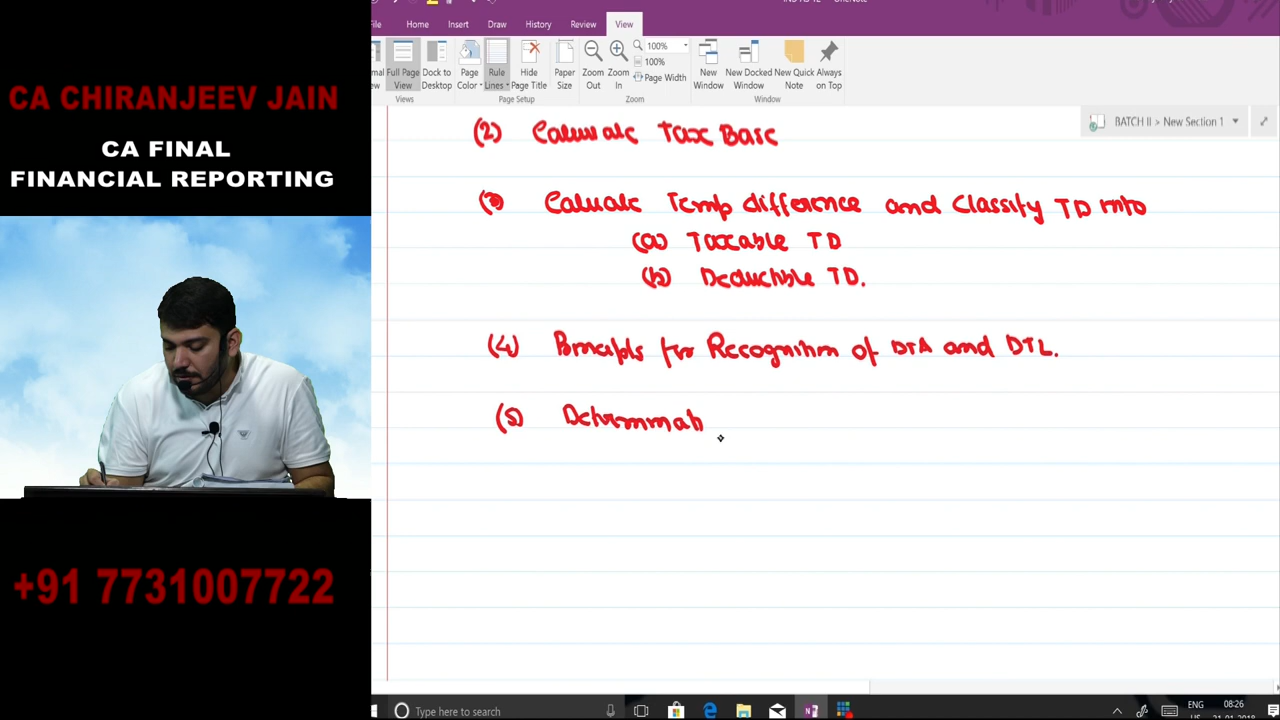 CA CHIRANJEEV JAIN
CA FINAL
FINANCIAL REPORTING
+91 7731007722
File Home Insert Draw History Review View
Full Page View
Dock to Desktop
Page Color
Rule Lines
Hide Page Title
Paper Size
Zoom Out
Zoom In
100%
100%
Page Width
New Window
New Docked Window
New Quick Note
Always on Top
Views Page Setup Zoom Window
BATCH II > New Section 1
(2) Calculate Tax Base
(3) Calculate Temp difference and Classify TD into
(a) Taxable TD
(b) Deductible TD.
(4) Principles for Recognition of DTA and DTL.
(5) Determinat
Type here to search
ENG
08:26
31-01-2018